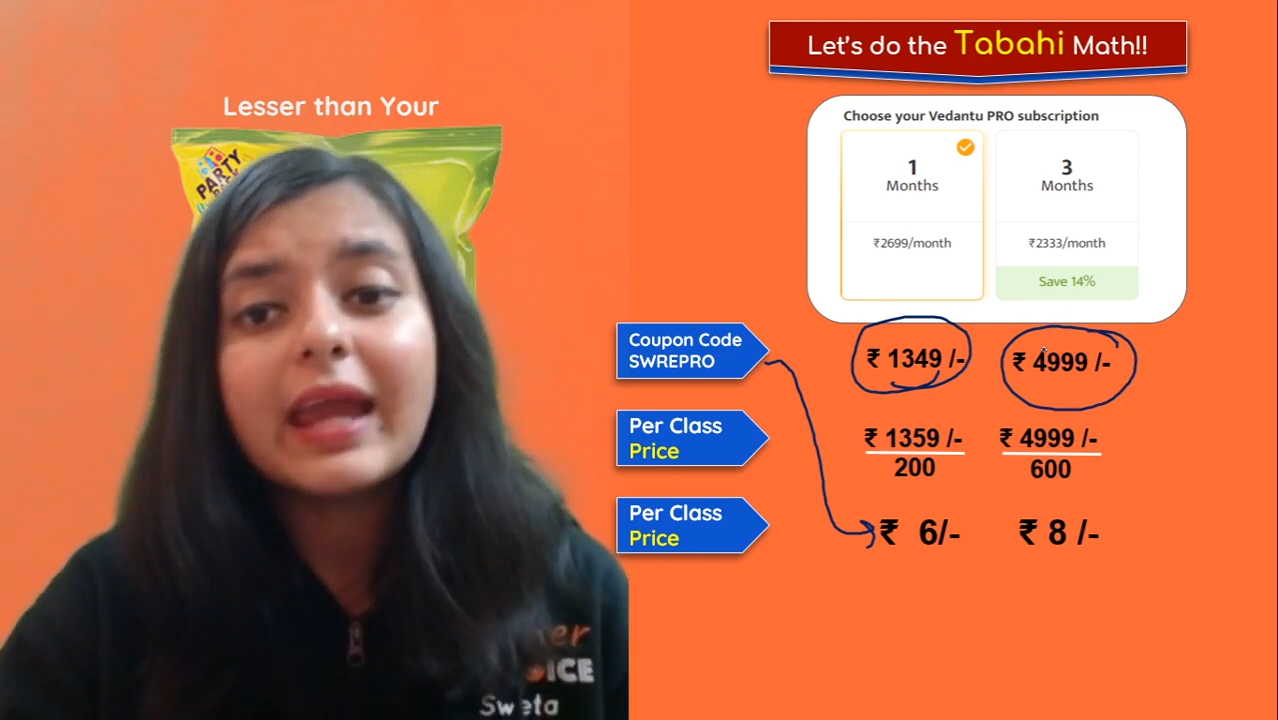 Let's do the Tabahi Math!!
Lesser than Your
PARTY
Choose your Vedantu PRO subscription
1
Months
₹2699/month
3
Months
₹2333/month
Save 14%
Coupon Code
SWREPRO
₹ 1349 /-
₹ 4999 /-
Per Class
Price
₹ 1359 /-
200
₹ 4999 /-
600
Per Class
Price
₹ 6/-
₹ 8 /-
Sweta